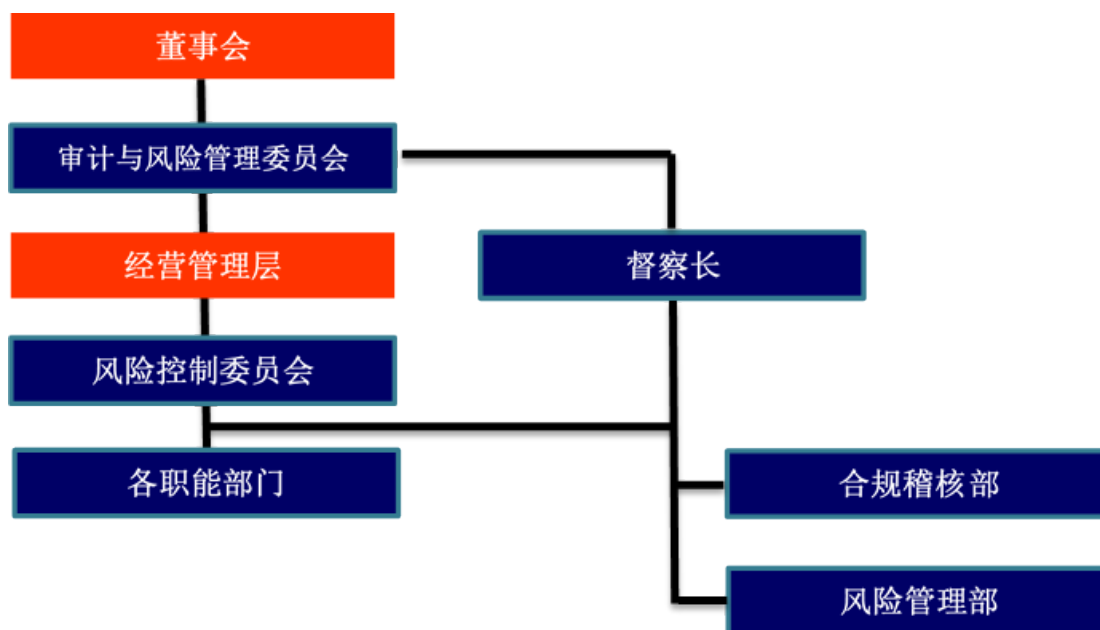 董事会
审计与风险管理委员会
经营管理层
督察长
风险控制委员会
各职能部门
合规稽核部
风险管理部